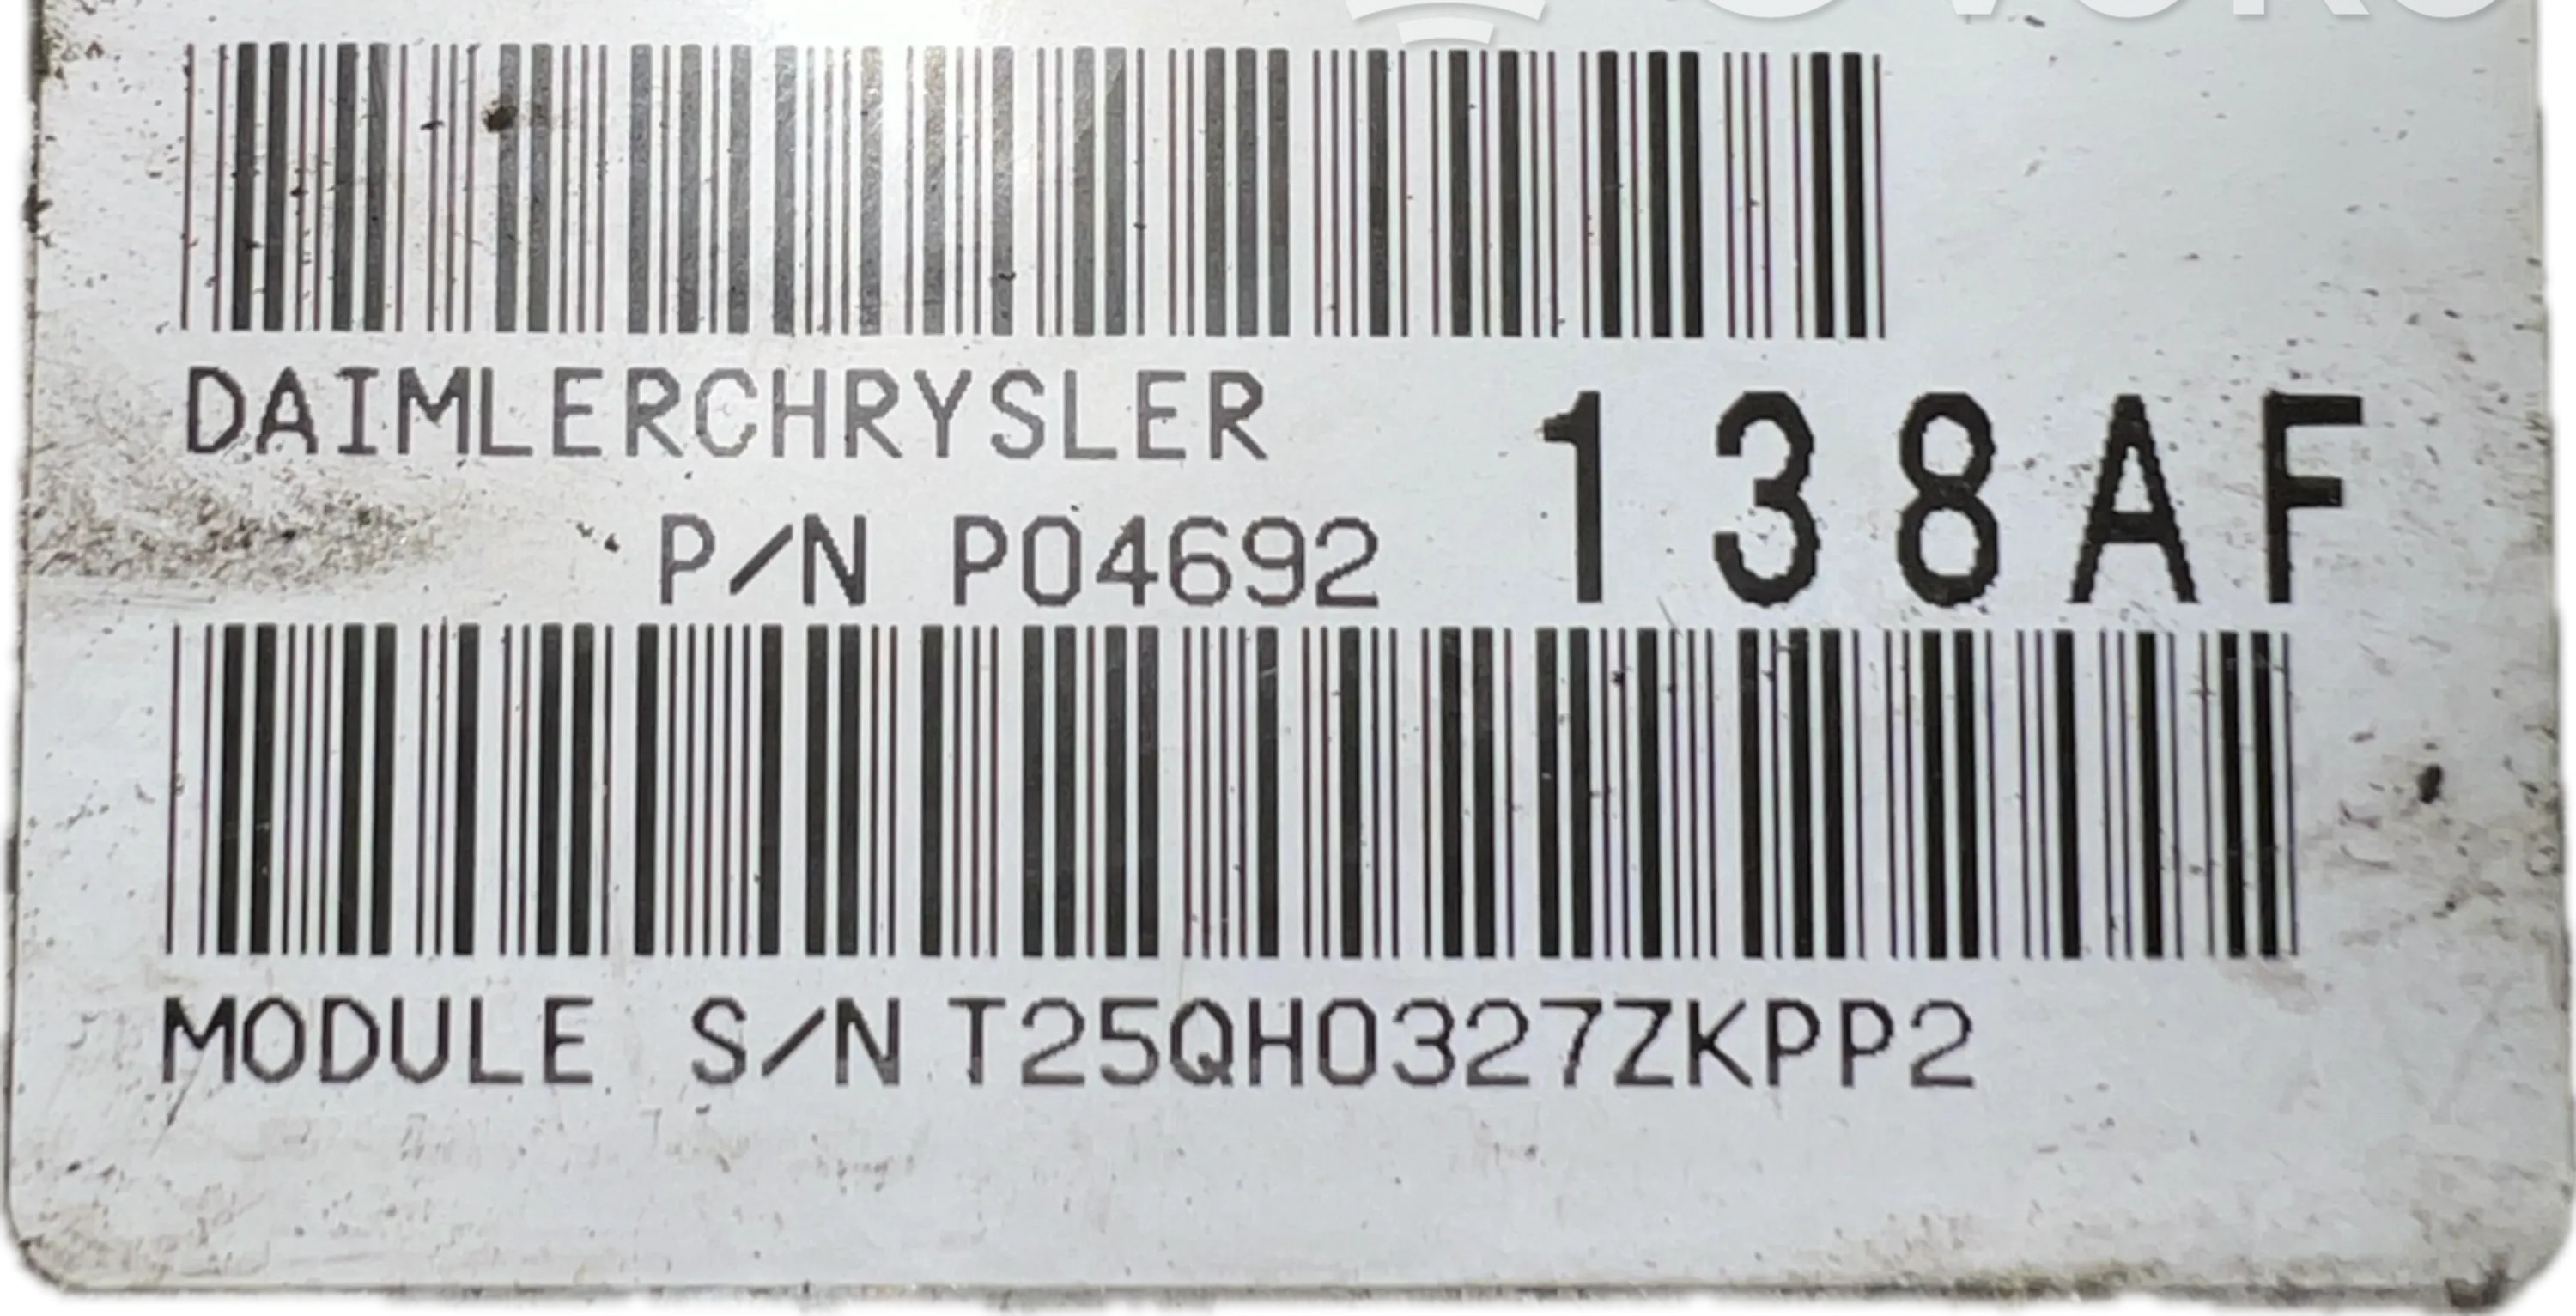 DAIMLERCHRYSLER
P/N P04692 138AF
MODULE S/N T25QH0327ZKPP2